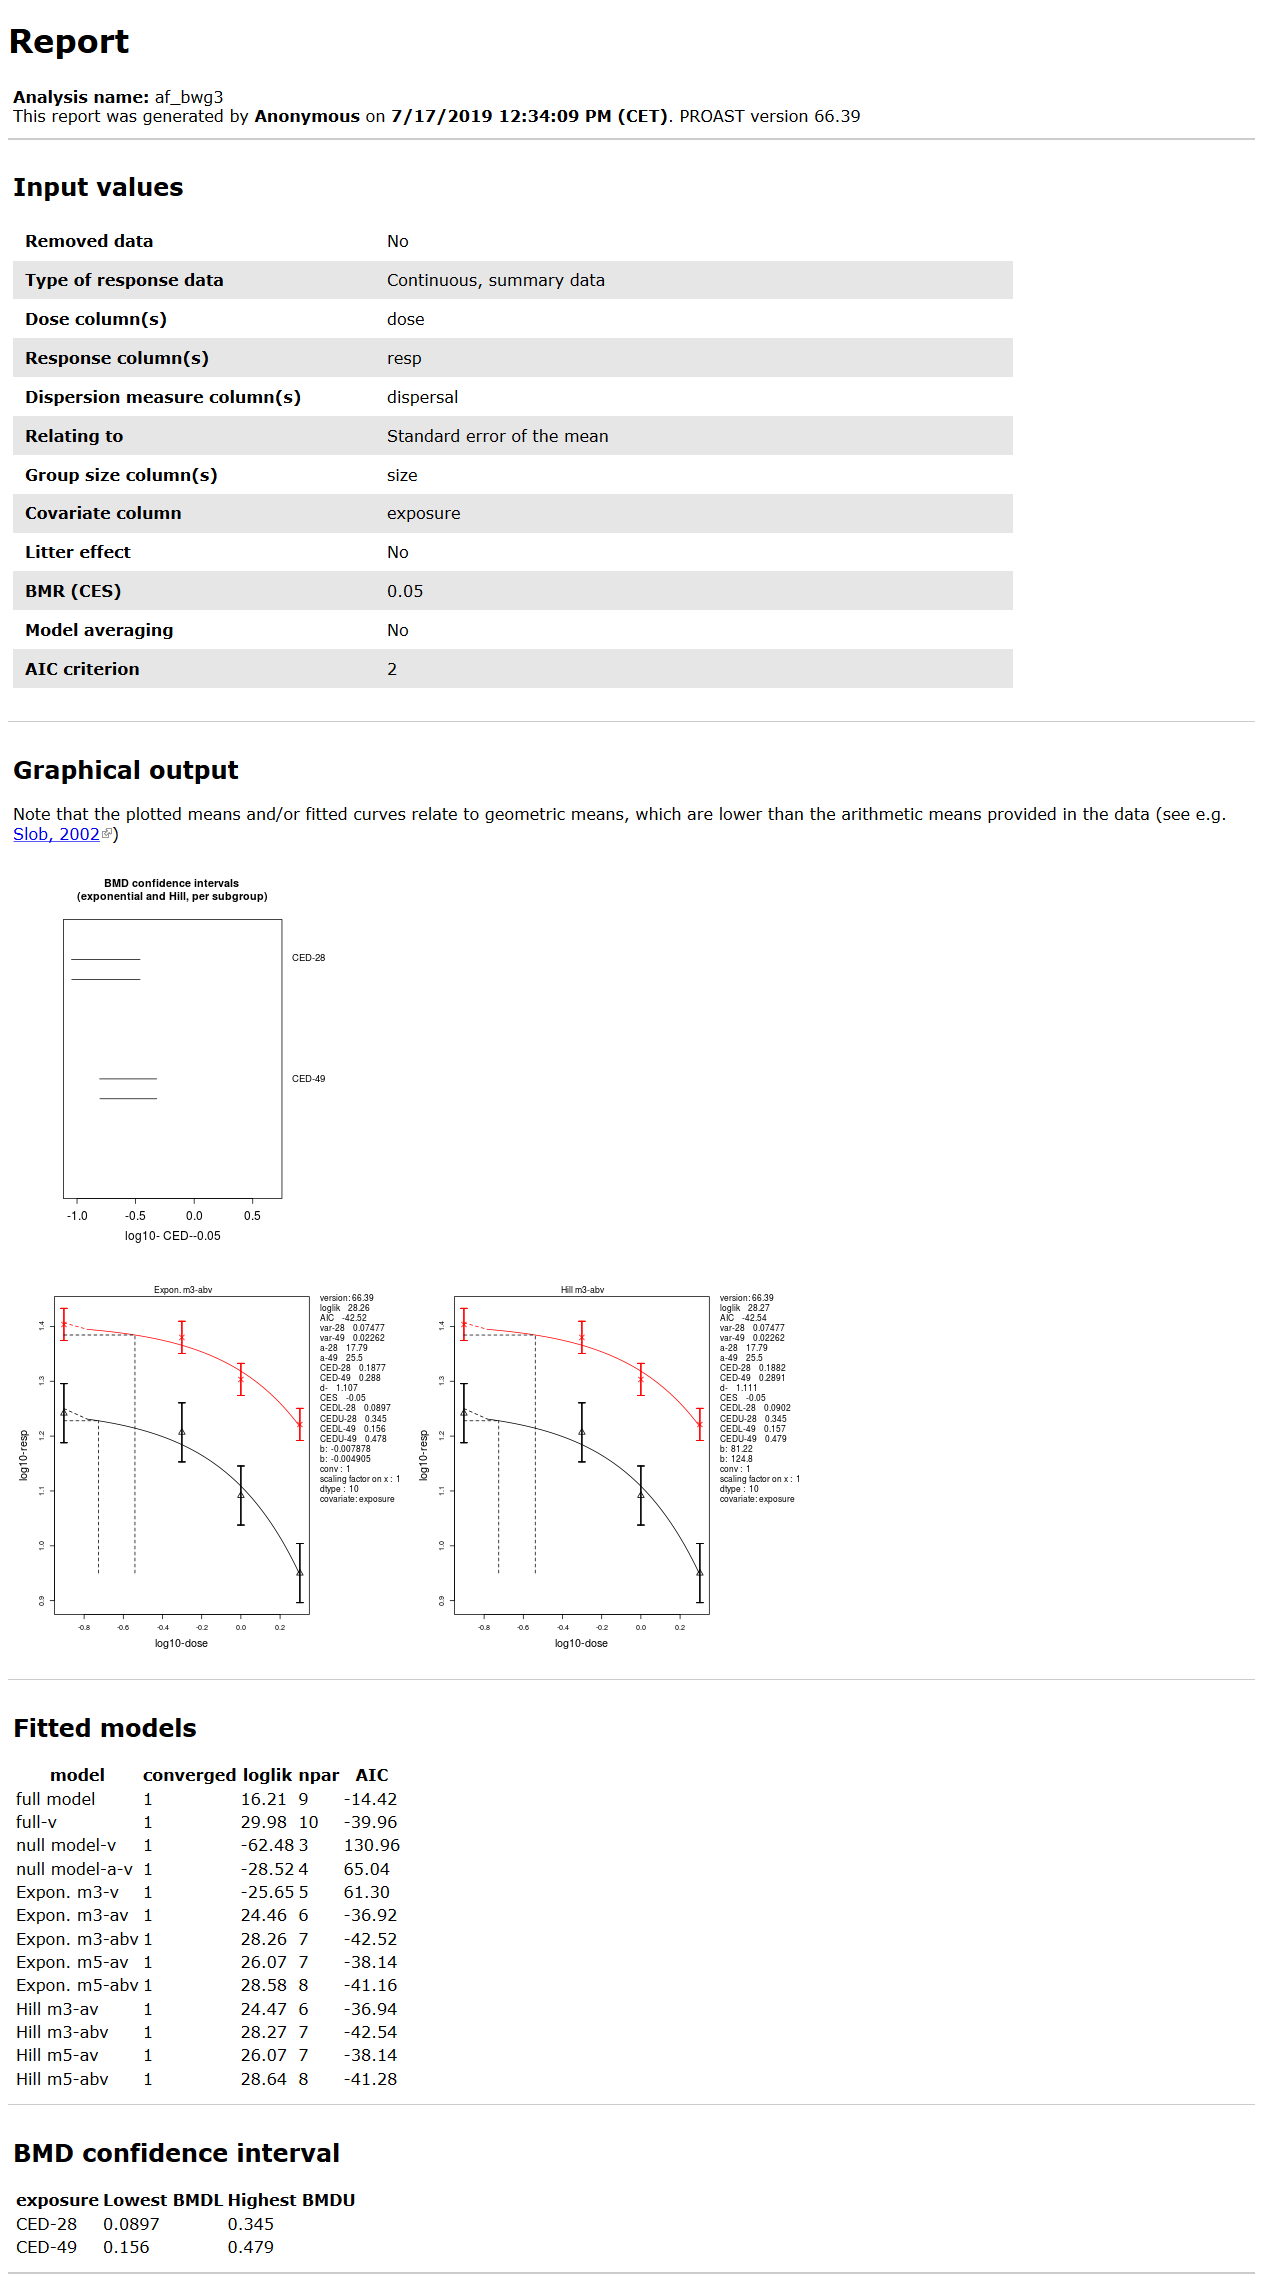 Report
Analysis name: af_bwg3
This report was generated by Anonymous on 7/17/2019 12:34:09 PM (CET). PROAST version 66.39
Input values
Removed data No
Type of response data Continuous, summary data
Dose column(s) dose
Response column(s) resp
Dispersion measure column(s) dispersal
Relating to Standard error of the mean
Group size column(s) size
Covariate column exposure
Litter effect No
BMR (CES) 0.05
Model averaging No
AIC criterion 2
Graphical output
Note that the plotted means and/or fitted curves relate to geometric means, which are lower than the arithmetic means provided in the data (see e.g.
Slob, 2002)
BMD confidence intervals
(exponential and Hill, per subgroup)
CED-28
CED-49
-1.0 -0.5 0.0 0.5
log10- CED--0.05
Expon. m3-abv
log10-resp
0.9 1.0 1.1 1.2 1.3 1.4
-0.8 -0.6 -0.4 -0.2 0.0 0.2
log10-dose
version: 66.39
loglik 28.26
AIC -42.52
var-28 0.07477
var-49 0.02262
a-28 17.79
a-49 25.5
CED-28 0.1877
CED-49 0.288
d- 1.107
CES -0.05
CEDL-28 0.0897
CEDU-28 0.345
CEDL-49 0.156
CEDU-49 0.478
b: -0.007878
b: -0.004905
conv : 1
scaling factor on x : 1
dtype : 10
covariate: exposure
Hill m3-abv
log10-resp
0.9 1.0 1.1 1.2 1.3 1.4
-0.8 -0.6 -0.4 -0.2 0.0 0.2
log10-dose
version: 66.39
loglik 28.27
AIC -42.54
var-28 0.07477
var-49 0.02262
a-28 17.79
a-49 25.5
CED-28 0.1882
CED-49 0.2891
d- 1.111
CES -0.05
CEDL-28 0.0902
CEDU-28 0.345
CEDL-49 0.157
CEDU-49 0.479
b: 81.22
b: 124.8
conv : 1
scaling factor on x : 1
dtype : 10
covariate: exposure
Fitted models
model converged loglik npar AIC
full model 1 16.21 9 -14.42
full-v 1 29.98 10 -39.96
null model-v 1 -62.48 3 130.96
null model-a-v 1 -28.52 4 65.04
Expon. m3-v 1 -25.65 5 61.30
Expon. m3-av 1 24.46 6 -36.92
Expon. m3-abv 1 28.26 7 -42.52
Expon. m5-av 1 26.07 7 -38.14
Expon. m5-abv 1 28.58 8 -41.16
Hill m3-av 1 24.47 6 -36.94
Hill m3-abv 1 28.27 7 -42.54
Hill m5-av 1 26.07 7 -38.14
Hill m5-abv 1 28.64 8 -41.28
BMD confidence interval
exposure Lowest BMDL Highest BMDU
CED-28 0.0897 0.345
CED-49 0.156 0.479